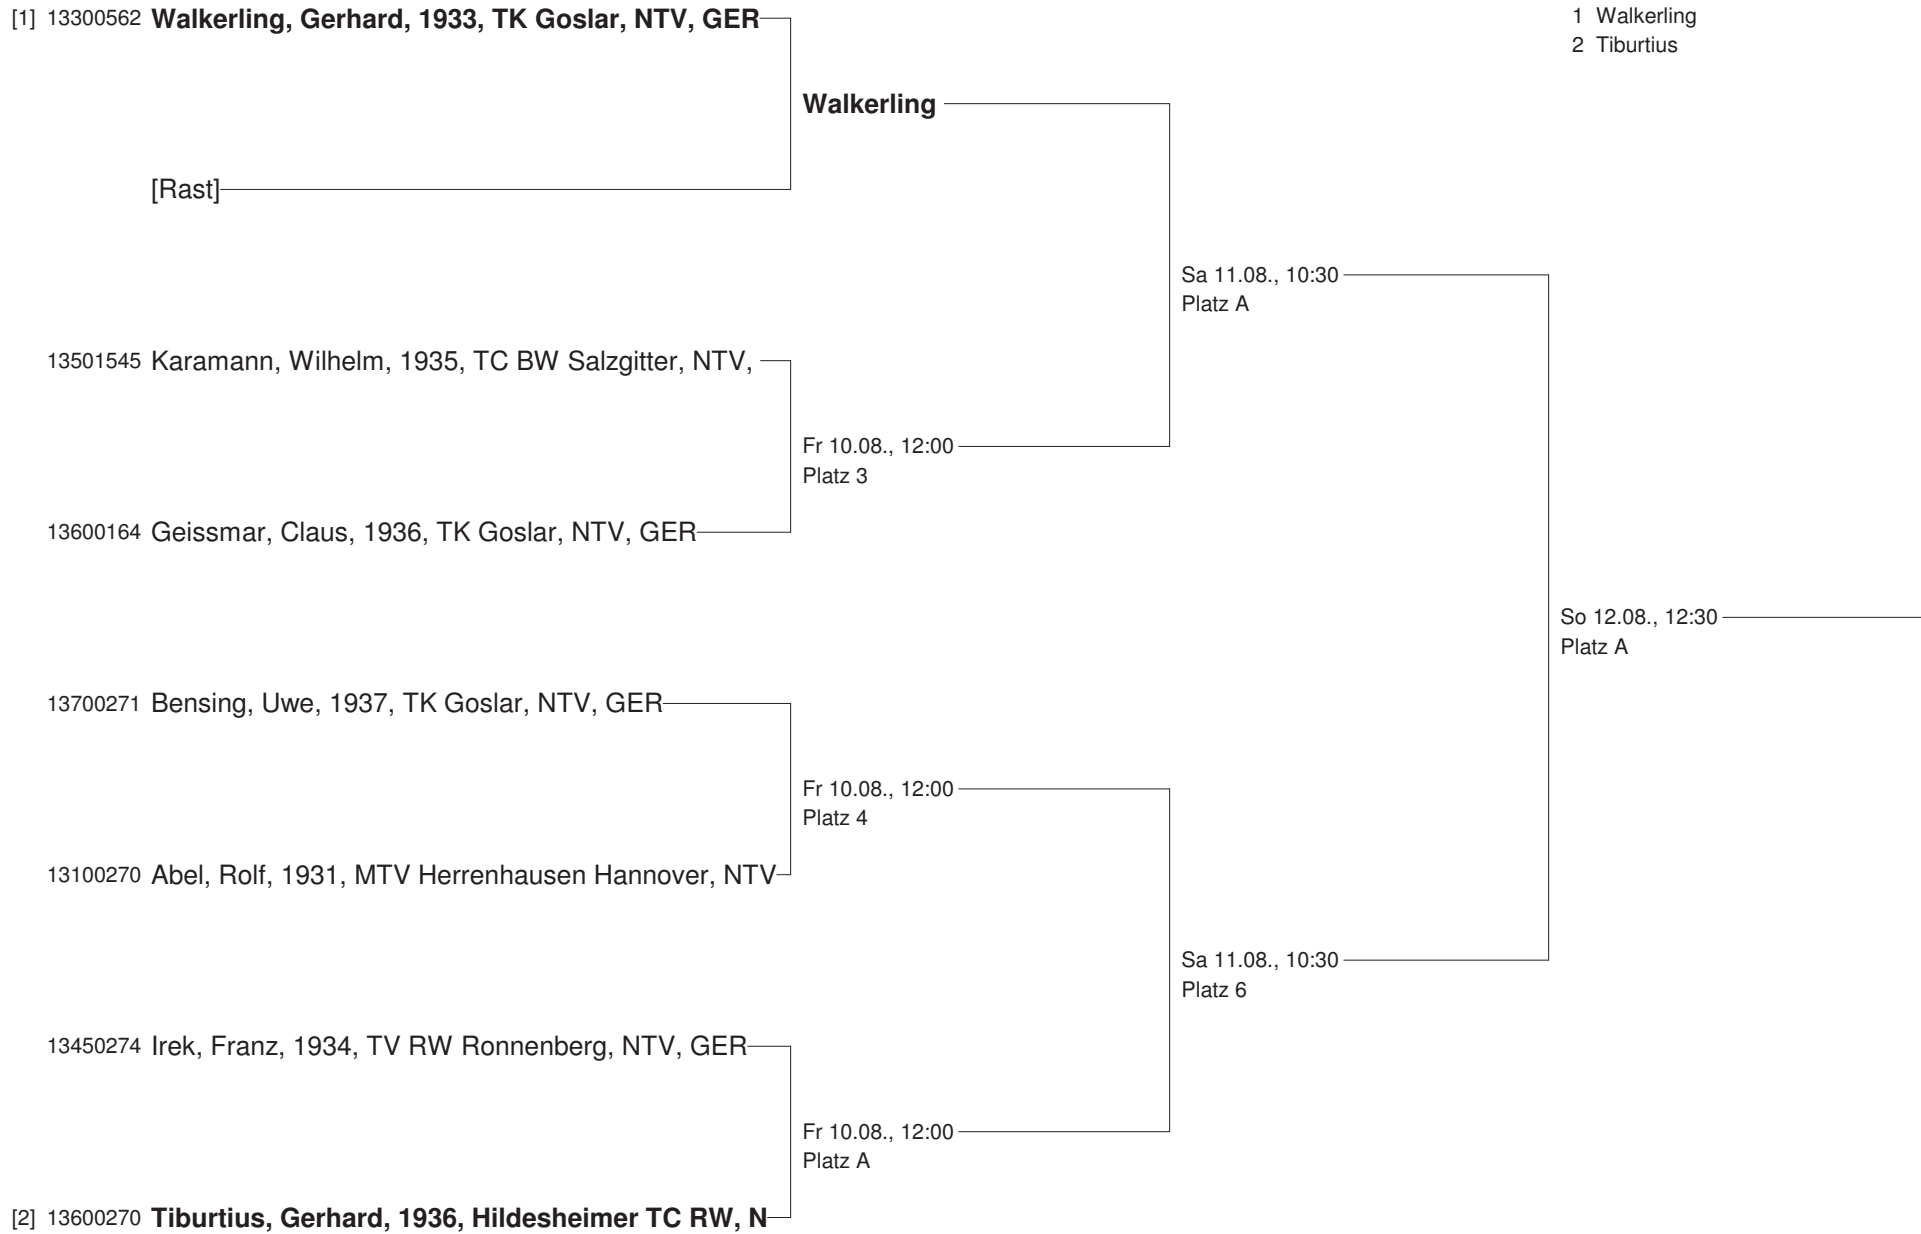 [1] 13300562 Walkerling, Gerhard, 1933, TK Goslar, NTV, GER
1 Walkerling
2 Tiburtius
Walkerling
[Rast]
Sa 11.08., 10:30
Platz A
13501545 Karamann, Wilhelm, 1935, TC BW Salzgitter, NTV,
Fr 10.08., 12:00
Platz 3
13600164 Geissmar, Claus, 1936, TK Goslar, NTV, GER
So 12.08., 12:30
Platz A
13700271 Bensing, Uwe, 1937, TK Goslar, NTV, GER
Fr 10.08., 12:00
Platz 4
13100270 Abel, Rolf, 1931, MTV Herrenhausen Hannover, NTV
Sa 11.08., 10:30
Platz 6
13450274 Irek, Franz, 1934, TV RW Ronnenberg, NTV, GER
Fr 10.08., 12:00
Platz A
[2] 13600270 Tiburtius, Gerhard, 1936, Hildesheimer TC RW, N